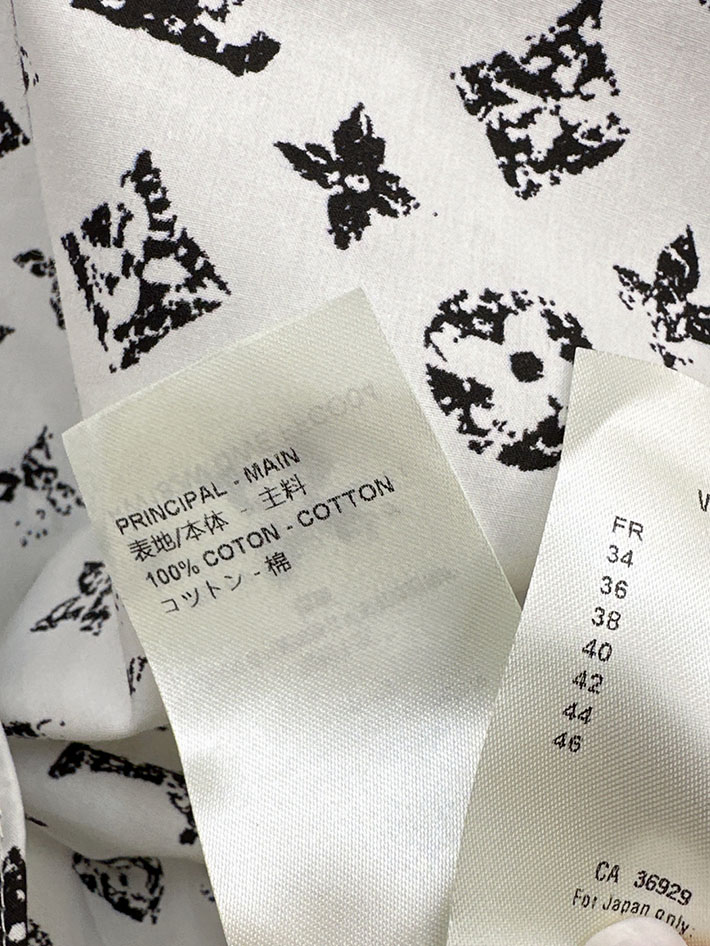 PRINCIPAL - MAIN
表地/本体 - 主料
100% COTON - COTTON
コットン - 棉
FR
34
36
38
40
42
44
46
CA 36929
For Japan only: